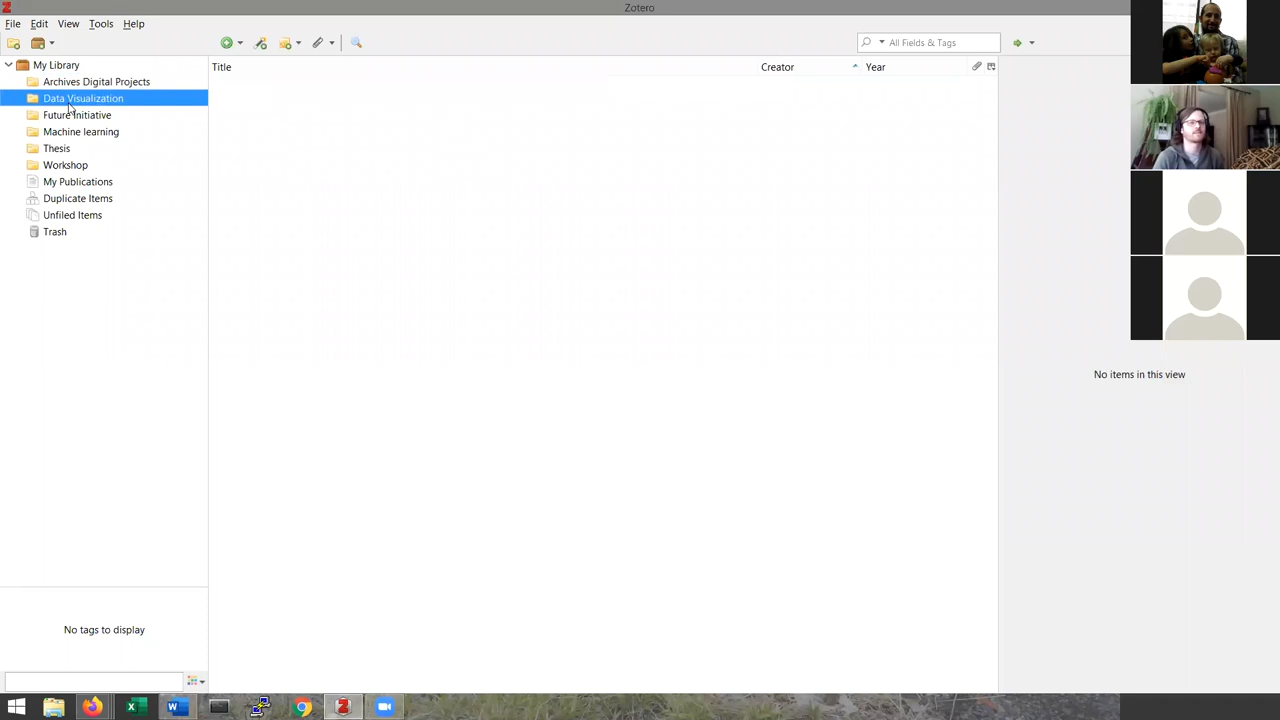 Zotero
File Edit View Tools Help
All Fields & Tags
My Library
Title Creator Year
Archives Digital Projects
Data Visualization
Future Initiative
Machine learning
Thesis
Workshop
My Publications
Duplicate Items
Unfiled Items
Trash
No items in this view
No tags to display